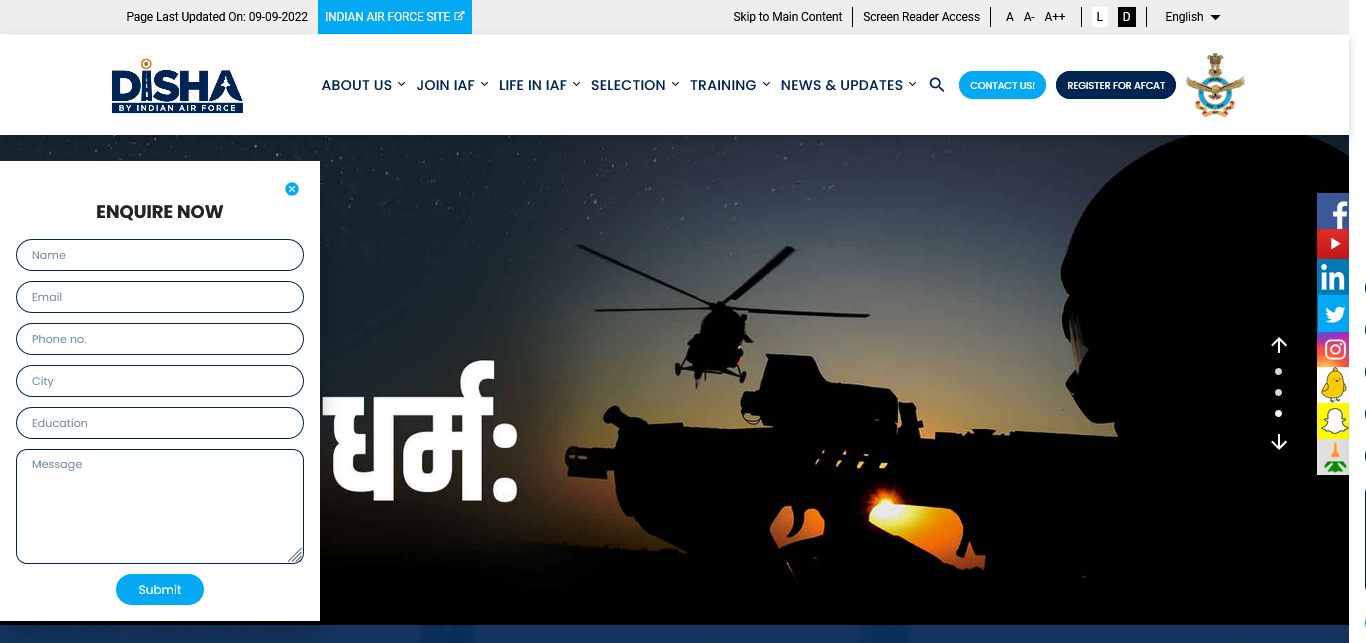 Page Last Updated On: 09-09-2022
INDIAN AIR FORCE SITE
Skip to Main Content
Screen Reader Access
A A- A++
L D
English
DISHA
BY INDIAN AIR FORCE
ABOUT US
JOIN IAF
LIFE IN IAF
SELECTION
TRAINING
NEWS & UPDATES
CONTACT US!
REGISTER FOR AFCAT
ENQUIRE NOW
Name
Email
Phone no.
City
Education
Message
Submit
धर्म:
in